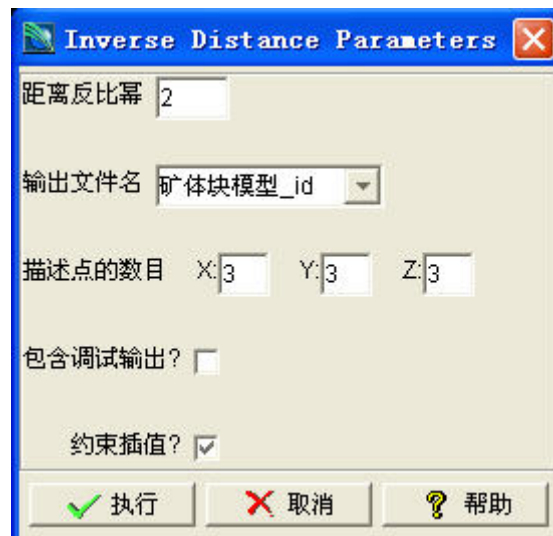 Inverse Distance Parameters
距离反比幂 2
输出文件名 矿体块模型_id
描述点的数目 X: 3 Y: 3 Z: 3
包含调试输出?
约束插值?
执行 取消 帮助